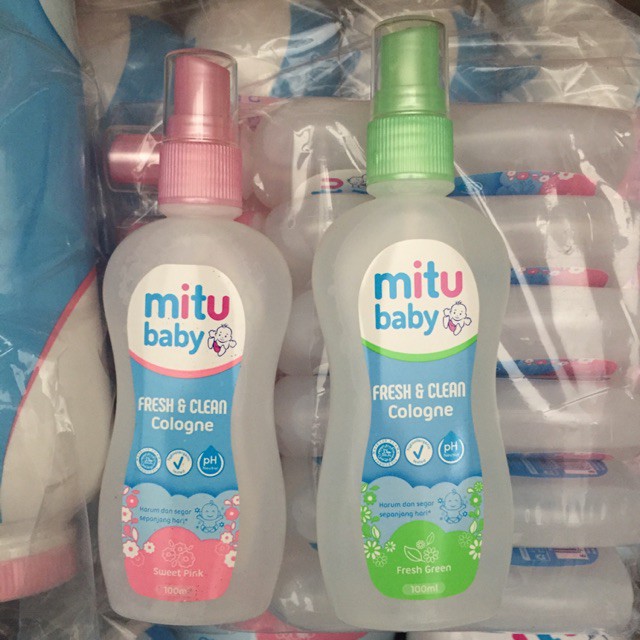 mitu
baby
FRESH & CLEAN
Cologne
pH
Harum dan segar
sepanjang hari*
Sweet Pink
100ml
mitu
baby
FRESH & CLEAN
Cologne
pH
Harum dan segar
sepanjang hari*
Fresh Green
100ml